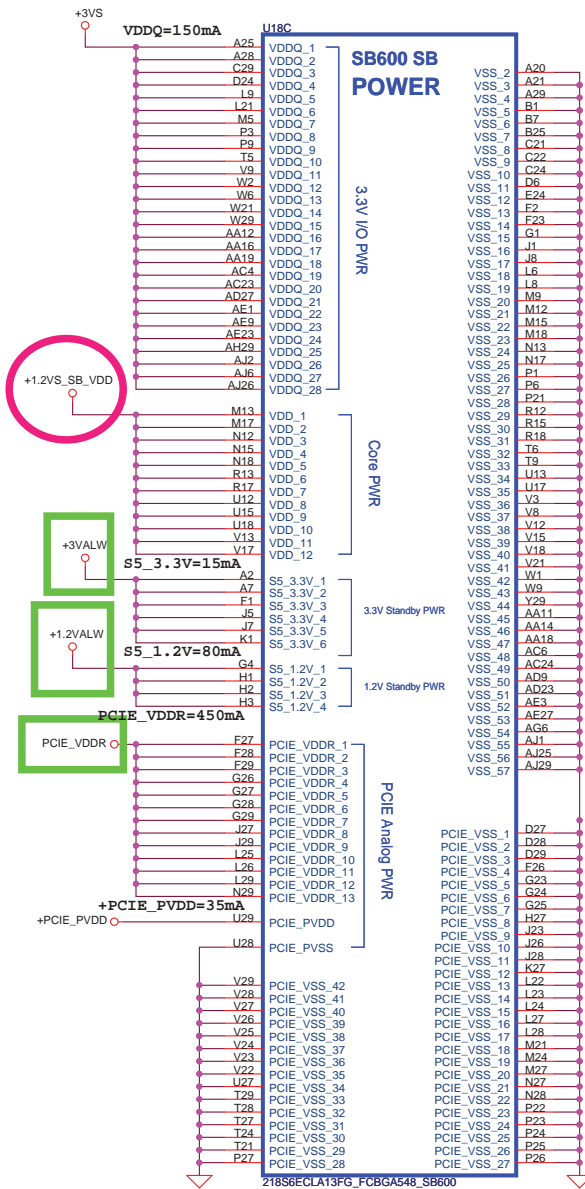 +3VS
VDDQ=150mA
U18C
SB600 SB
POWER
A25 VDDQ_1
A28 VDDQ_2
C29 VDDQ_3
D24 VDDQ_4
L9 VDDQ_5
L21 VDDQ_6
M5 VDDQ_7
P3 VDDQ_8
P9 VDDQ_9
T5 VDDQ_10
V9 VDDQ_11
W2 VDDQ_12
W6 VDDQ_13
W21 VDDQ_14
W29 VDDQ_15
AA12 VDDQ_16
AA16 VDDQ_17
AA19 VDDQ_18
AC4 VDDQ_19
AC23 VDDQ_20
AD27 VDDQ_21
AE1 VDDQ_22
AE9 VDDQ_23
AE23 VDDQ_24
AH29 VDDQ_25
AJ2 VDDQ_26
AJ6 VDDQ_27
AJ26 VDDQ_28
3.3V I/O PWR
+1.2VS_SB_VDD
M13 VDD_1
M17 VDD_2
N12 VDD_3
N15 VDD_4
N18 VDD_5
R13 VDD_6
R17 VDD_7
U12 VDD_8
U15 VDD_9
U18 VDD_10
V13 VDD_11
V17 VDD_12
Core PWR
+3VALW
S5_3.3V=15mA
A2 S5_3.3V_1
A7 S5_3.3V_2
F1 S5_3.3V_3
J5 S5_3.3V_4
J7 S5_3.3V_5
K1 S5_3.3V_6
3.3V Standby PWR
+1.2VALW
S5_1.2V=80mA
G4 S5_1.2V_1
H1 S5_1.2V_2
H2 S5_1.2V_3
H3 S5_1.2V_4
1.2V Standby PWR
PCIE_VDDR=450mA
PCIE_VDDR
F27 PCIE_VDDR_1
F28 PCIE_VDDR_2
F29 PCIE_VDDR_3
G26 PCIE_VDDR_4
G27 PCIE_VDDR_5
G28 PCIE_VDDR_6
G29 PCIE_VDDR_7
J27 PCIE_VDDR_8
J29 PCIE_VDDR_9
L25 PCIE_VDDR_10
L26 PCIE_VDDR_11
L29 PCIE_VDDR_12
N29 PCIE_VDDR_13
PCIE Analog PWR
+PCIE_PVDD=35mA
+PCIE_PVDD
U29 PCIE_PVDD
U28 PCIE_PVSS
V29 PCIE_VSS_42
V28 PCIE_VSS_41
V27 PCIE_VSS_40
V26 PCIE_VSS_39
V25 PCIE_VSS_38
V24 PCIE_VSS_37
V23 PCIE_VSS_36
V22 PCIE_VSS_35
U27 PCIE_VSS_34
T29 PCIE_VSS_33
T28 PCIE_VSS_32
T27 PCIE_VSS_31
T24 PCIE_VSS_30
T21 PCIE_VSS_29
P27 PCIE_VSS_28
VSS_2 A20
VSS_3 A21
VSS_4 A29
VSS_5 B1
VSS_6 B7
VSS_7 B25
VSS_8 C21
VSS_9 C22
VSS_10 C24
VSS_11 D6
VSS_12 E24
VSS_13 F2
VSS_14 F23
VSS_15 G1
VSS_16 J1
VSS_17 J8
VSS_18 L6
VSS_19 L8
VSS_20 M9
VSS_21 M12
VSS_22 M15
VSS_23 M18
VSS_24 N13
VSS_25 N17
VSS_26 P1
VSS_27 P6
VSS_28 P21
VSS_29 R12
VSS_30 R15
VSS_31 R18
VSS_32 T6
VSS_33 T9
VSS_34 U13
VSS_35 U17
VSS_36 V3
VSS_37 V8
VSS_38 V12
VSS_39 V15
VSS_40 V18
VSS_41 V21
VSS_42 W1
VSS_43 W9
VSS_44 Y29
VSS_45 AA11
VSS_46 AA14
VSS_47 AA18
VSS_48 AC6
VSS_49 AC24
VSS_50 AD9
VSS_51 AD23
VSS_52 AE3
VSS_53 AE27
VSS_54 AG6
VSS_55 AJ1
VSS_56 AJ25
VSS_57 AJ29
PCIE_VSS_1 D27
PCIE_VSS_2 D28
PCIE_VSS_3 D29
PCIE_VSS_4 F26
PCIE_VSS_5 G23
PCIE_VSS_6 G24
PCIE_VSS_7 G25
PCIE_VSS_8 H27
PCIE_VSS_9 J23
PCIE_VSS_10 J26
PCIE_VSS_11 J28
PCIE_VSS_12 K27
PCIE_VSS_13 L22
PCIE_VSS_14 L23
PCIE_VSS_15 L24
PCIE_VSS_16 L27
PCIE_VSS_17 L28
PCIE_VSS_18 M21
PCIE_VSS_19 M24
PCIE_VSS_20 M27
PCIE_VSS_21 N27
PCIE_VSS_22 N28
PCIE_VSS_23 P22
PCIE_VSS_24 P23
PCIE_VSS_25 P24
PCIE_VSS_26 P25
PCIE_VSS_27 P26
218S6ECLA13FG_FCBGA548_SB600